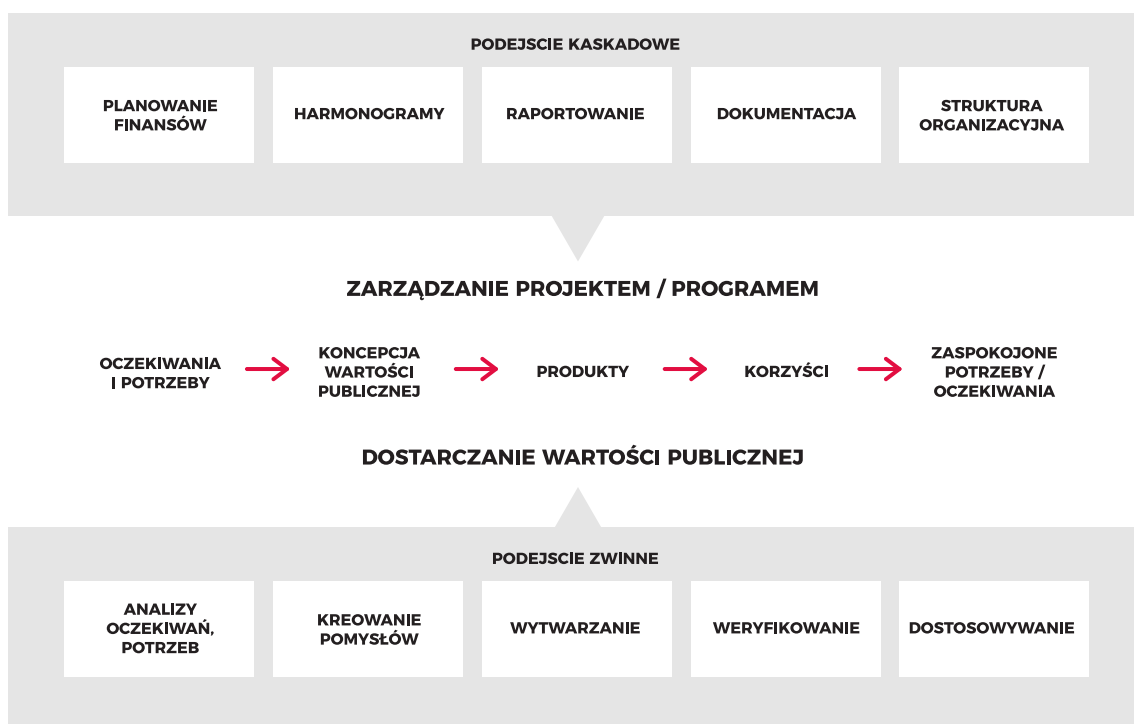 PODEJSCIE KASKADOWE
PLANOWANIE
FINANSÓW
HARMONOGRAMY
RAPORTOWANIE
DOKUMENTACJA
STRUKTURA
ORGANIZACYJNA
ZARZĄDZANIE PROJEKTEM / PROGRAMEM
OCZEKIWANIA
I POTRZEBY
KONCEPCJA
WARTOŚCI
PUBLICZNEJ
PRODUKTY
KORZYŚCI
ZASPOKOJONE
POTRZEBY /
OCZEKIWANIA
DOSTARCZANIE WARTOŚCI PUBLICZNEJ
PODEJSCIE ZWINNE
ANALIZY
OCZEKIWAŃ,
POTRZEB
KREOWANIE
POMYSŁÓW
WYTWARZANIE
WERYFIKOWANIE
DOSTOSOWYWANIE